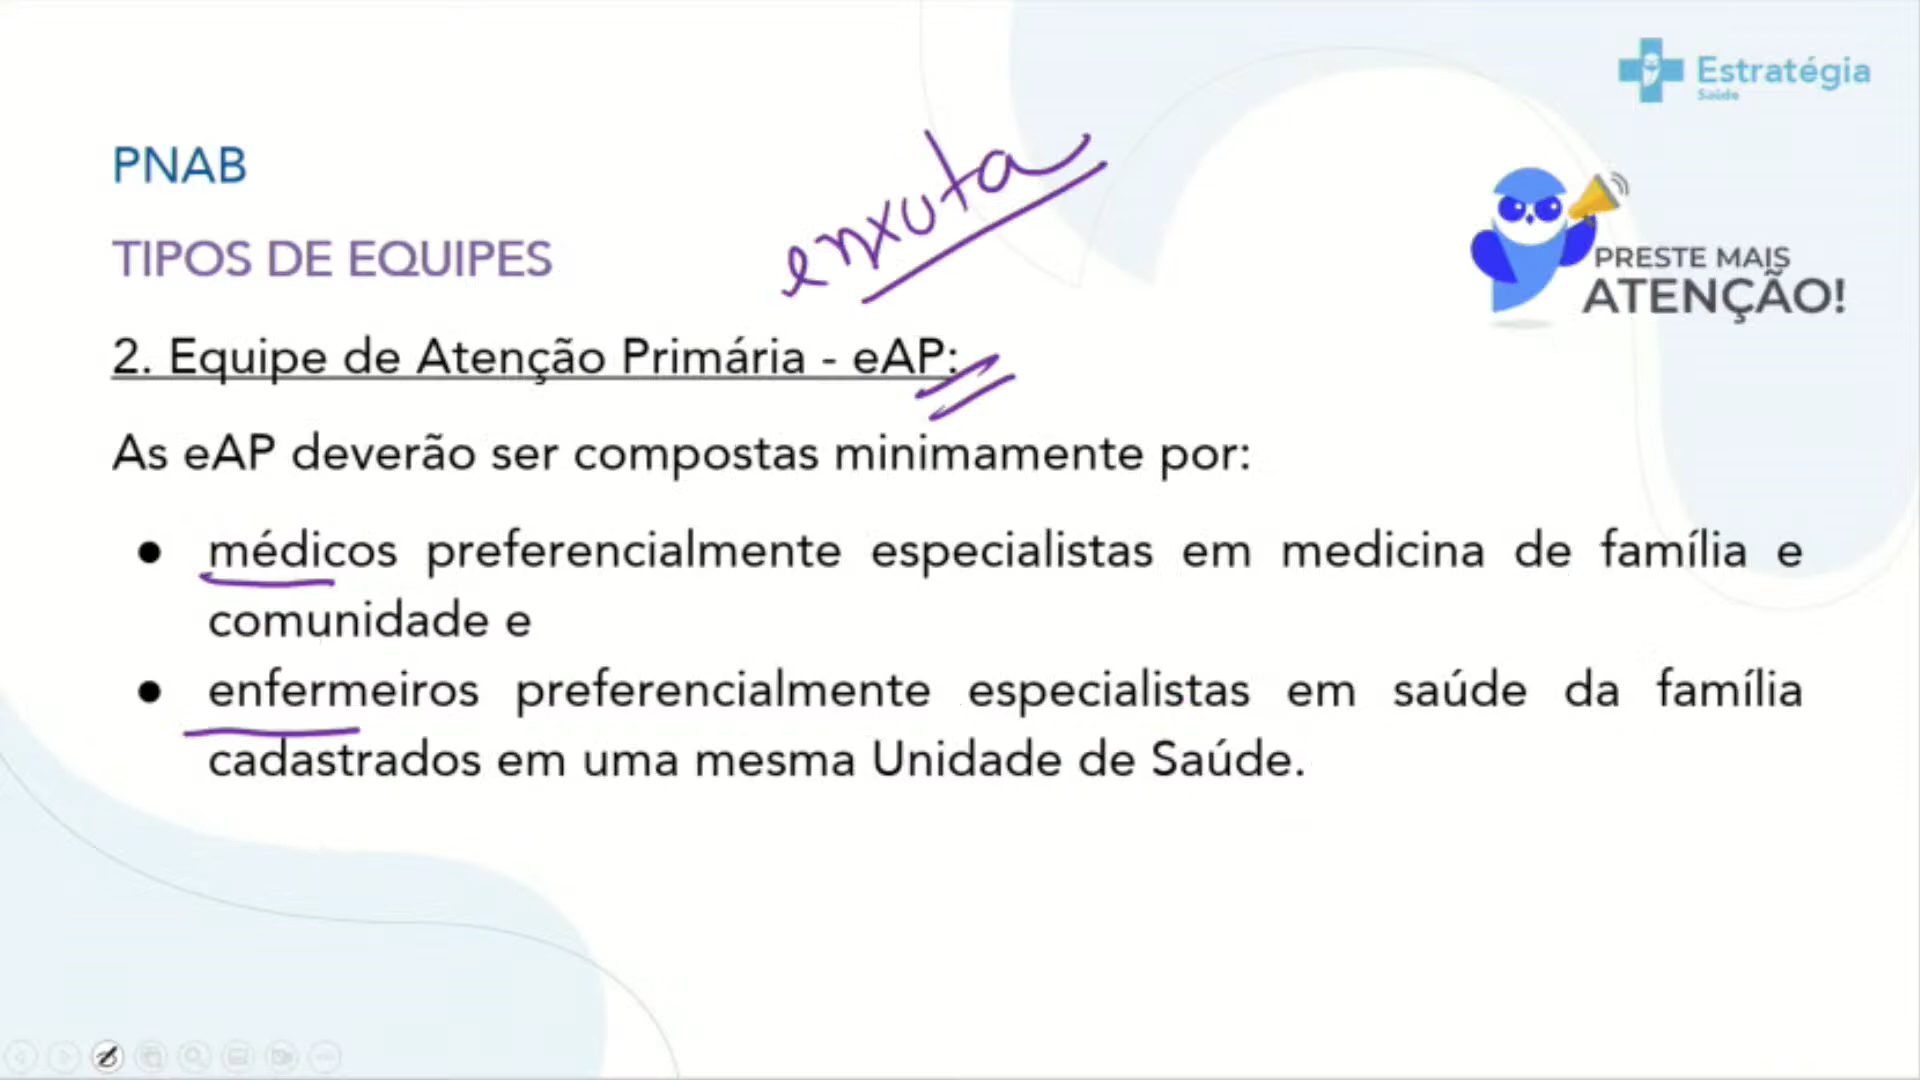 Estratégia
Saúde
PNAB
enxuta
TIPOS DE EQUIPES
PRESTE MAIS
ATENÇÃO!
2. Equipe de Atenção Primária - eAP:
As eAP deverão ser compostas minimamente por:
● médicos preferencialmente especialistas em medicina de família e
comunidade e
● enfermeiros preferencialmente especialistas em saúde da família
cadastrados em uma mesma Unidade de Saúde.